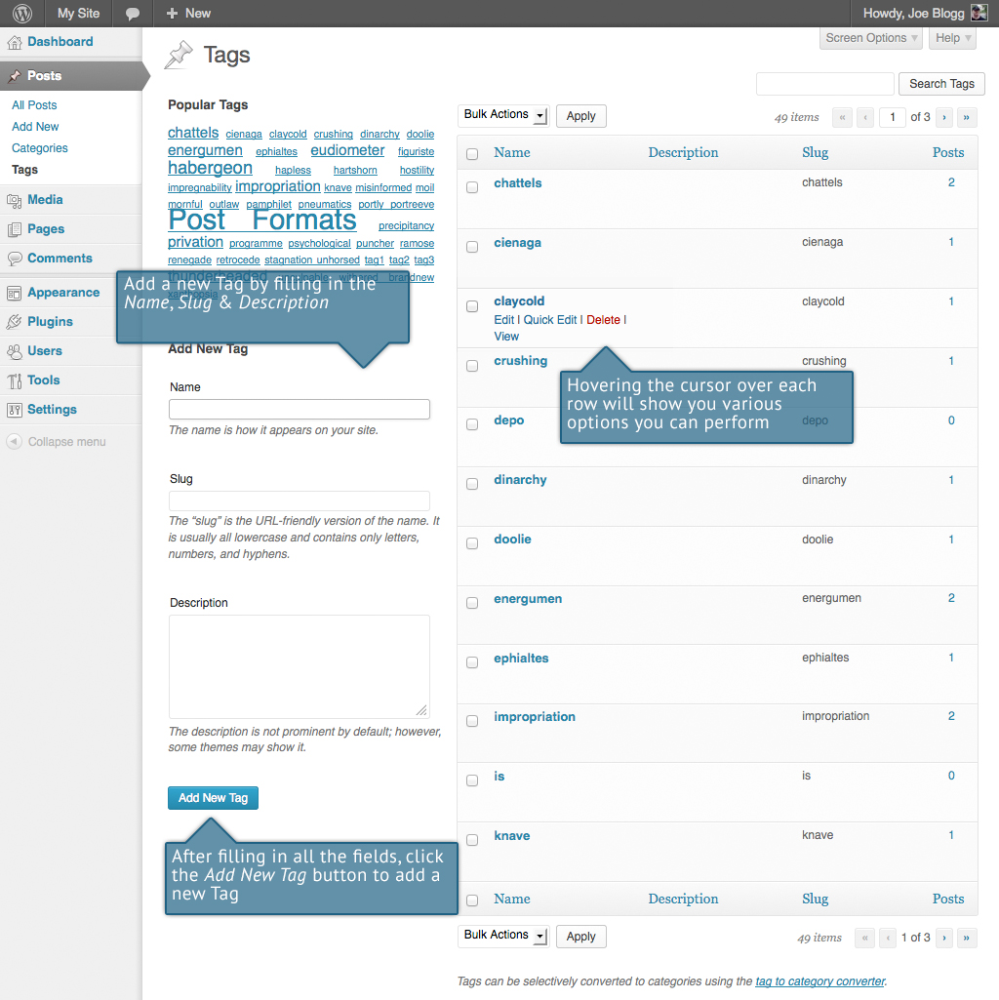 My Site
New
Howdy, Joe Blogg
Dashboard
Posts
All Posts
Add New
Categories
Tags
Media
Pages
Comments
Appearance
Plugins
Users
Tools
Settings
Collapse menu
Screen Options
Help
Tags
Search Tags
Popular Tags
chattels cienaga claycold crushing dinarchy doolie
energumen ephialtes eudiometer figuriste
habergeon hapless hartshorn hostility
impregnability impropriation knave misinformed moil
mornful outlaw pamphjlet pneumatics portly portreeve
Post Formats precipitancy
privation programme psychological puncher ramose
renegade retrocede stagnation unhorsed tag1 tag2 tag3
thunderheaded withered brandnew
xanthopsia
Add a new Tag by filling in the
Name, Slug & Description
Add New Tag
Name
The name is how it appears on your site.
Slug
The “slug” is the URL-friendly version of the name. It
is usually all lowercase and contains only letters,
numbers, and hyphens.
Description
The description is not prominent by default; however,
some themes may show it.
Add New Tag
After filling in all the fields, click
the Add New Tag button to add a
new Tag
Bulk Actions Apply
49 items « ‹ 1 of 3 › »
Name Description Slug Posts
chattels chattels 2
cienaga cienaga 1
claycold claycold 1
Edit | Quick Edit | Delete |
View
crushing crushing 1
Hovering the cursor over each
row will show you various
options you can perform
depo depo 0
dinarchy dinarchy 1
doolie doolie 1
energumen energumen 2
ephialtes ephialtes 1
impropriation impropriation 2
is is 0
knave knave 1
Name Description Slug Posts
Bulk Actions Apply
49 items « ‹ 1 of 3 › »
Tags can be selectively converted to categories using the tag to category converter.